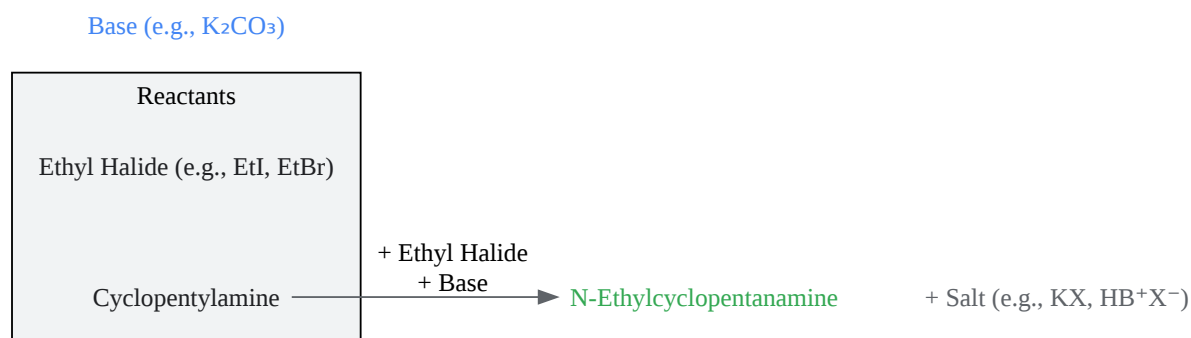 Base (e.g., K₂CO₃)
Reactants
Ethyl Halide (e.g., EtI, EtBr)
+ Ethyl Halide
+ Base
Cyclopentylamine
N-Ethylcyclopentanamine
+ Salt (e.g., KX, HB⁺X⁻)